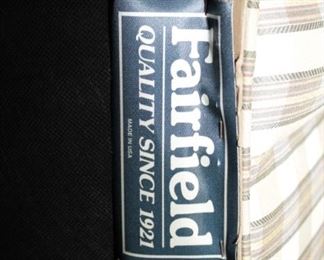 Fairfield
QUALITY SINCE 1921
MADE IN USA